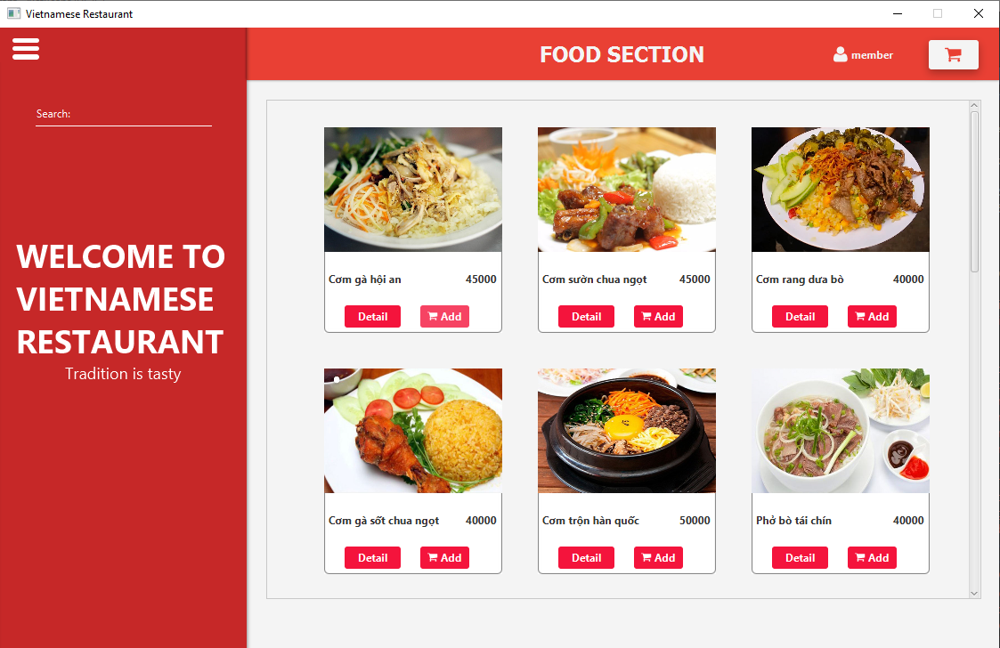 Vietnamese Restaurant
FOOD SECTION
member
Search:
WELCOME TO
VIETNAMESE
RESTAURANT
Tradition is tasty
Cơm gà hội an 45000
Detail Add
Cơm sườn chua ngọt 45000
Detail Add
Cơm rang dưa bò 40000
Detail Add
Cơm gà sốt chua ngọt 40000
Detail Add
Cơm trộn hàn quốc 50000
Detail Add
Phở bò tái chín 40000
Detail Add